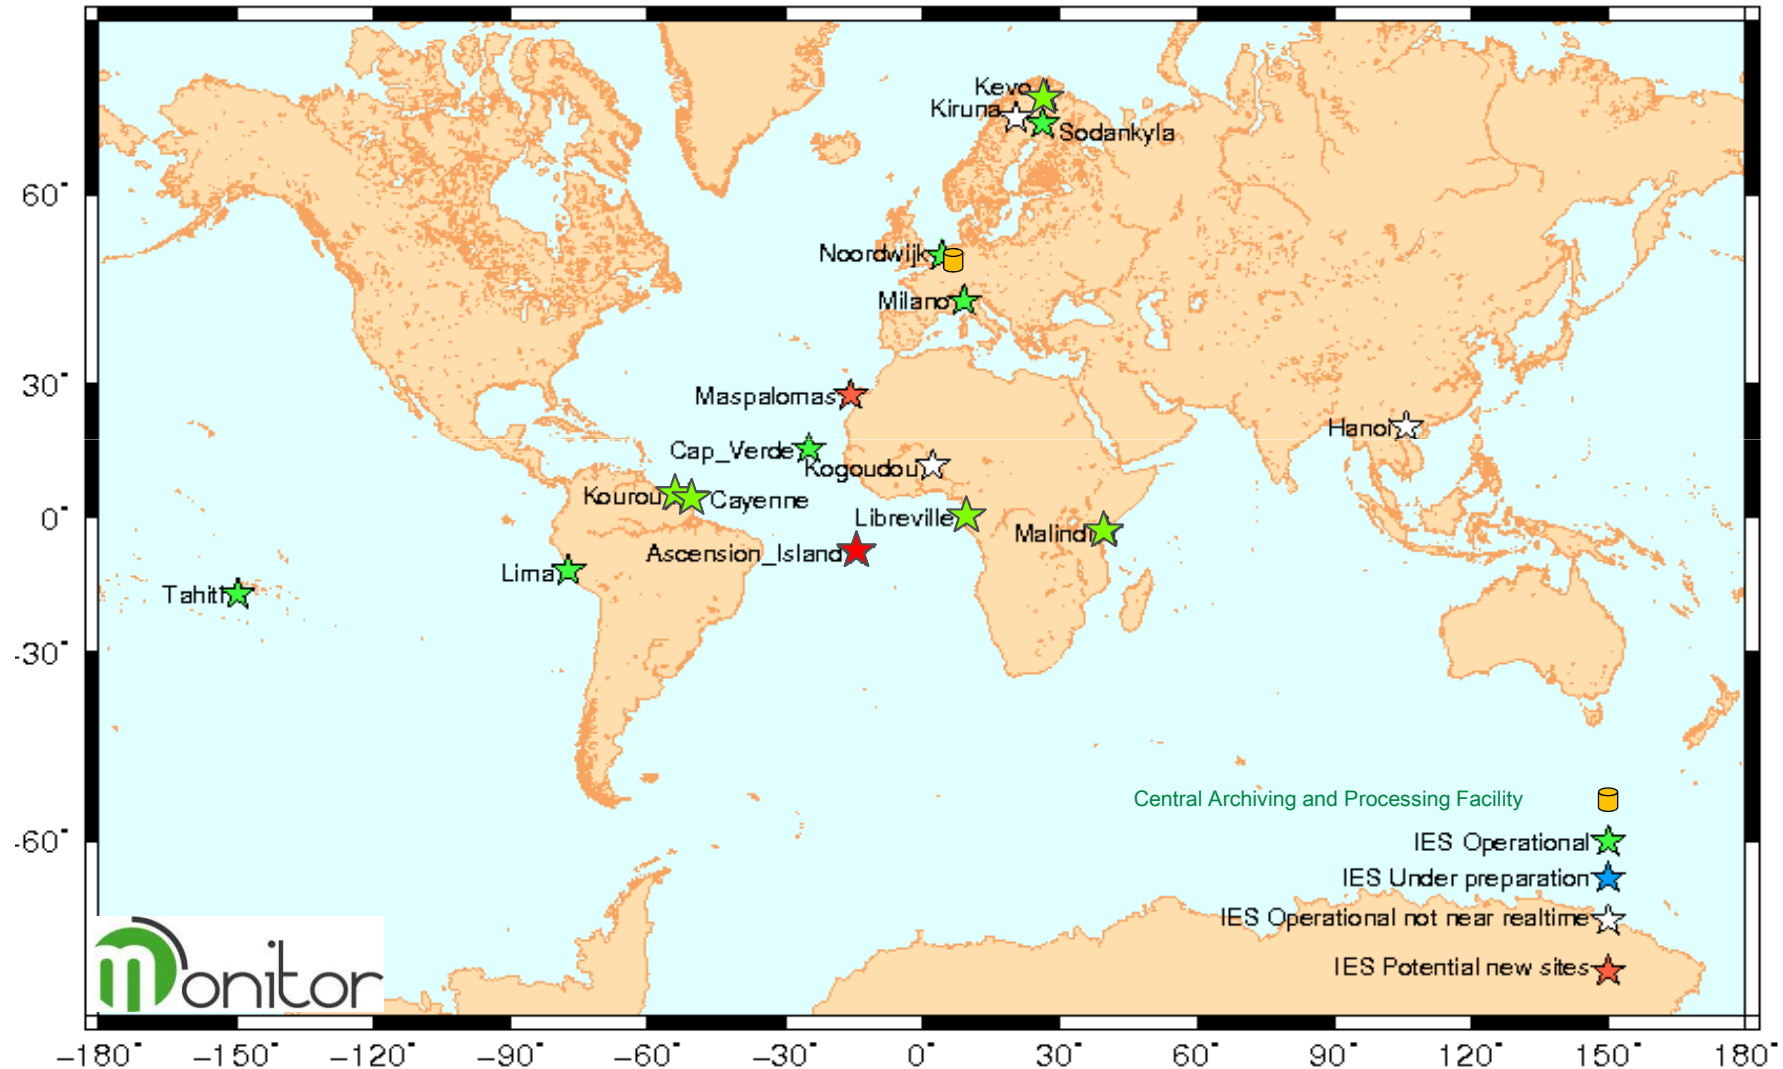 Kevo
Kiruna
Sodankyla
60°
Noordwijk
Milano
30°
Maspalomas
Hanoi
Cap_Verde
Kogoudou
Kourou
Cayenne
0°
Libreville
Malindi
Ascension_Island
Lima
Tahiti
-30°
Central Archiving and Processing Facility
-60°
IES Operational
IES Under preparation
IES Operational not near realtime
IES Potential new sites
monitor
-180° -150° -120° -90° -60° -30° 0° 30° 60° 90° 120° 150° 180°